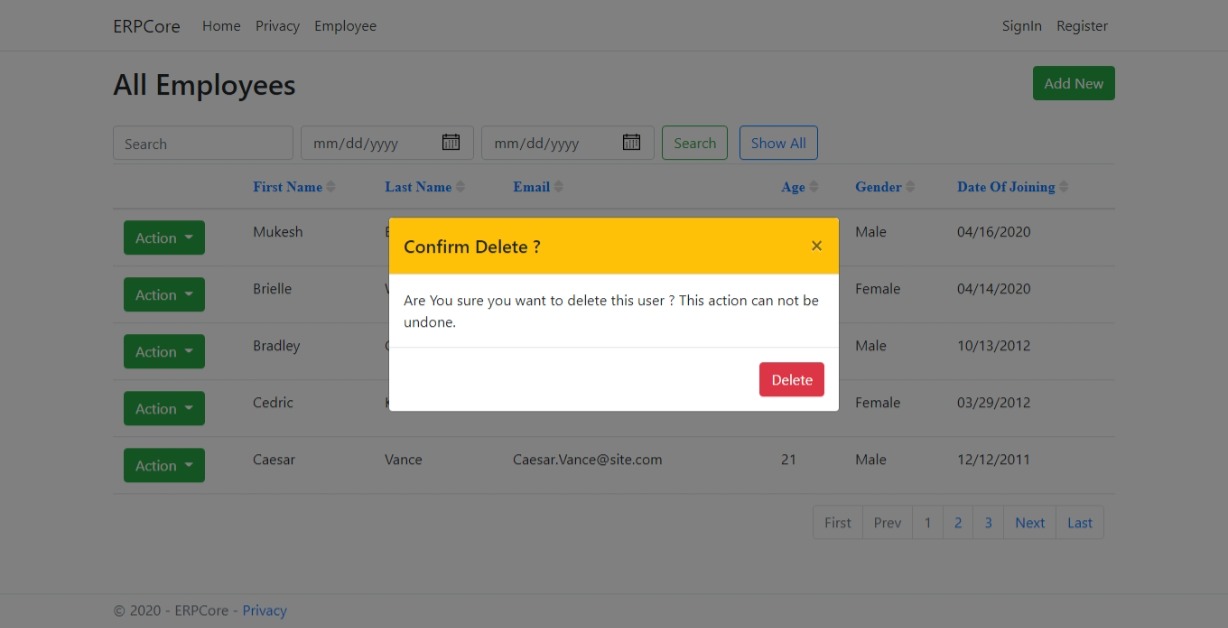 ERPCore Home Privacy Employee SignIn Register
All Employees Add New
Search mm/dd/yyyy mm/dd/yyyy Search Show All
First Name Last Name Email Age Gender Date Of Joining
Action Mukesh Male 04/16/2020
Confirm Delete ? ×
Action Brielle Female 04/14/2020
Are You sure you want to delete this user ? This action can not be
undone.
Action Bradley Male 10/13/2012
Delete
Action Cedric Female 03/29/2012
Action Caesar Vance Caesar.Vance@site.com 21 Male 12/12/2011
First Prev 1 2 3 Next Last
© 2020 - ERPCore - Privacy